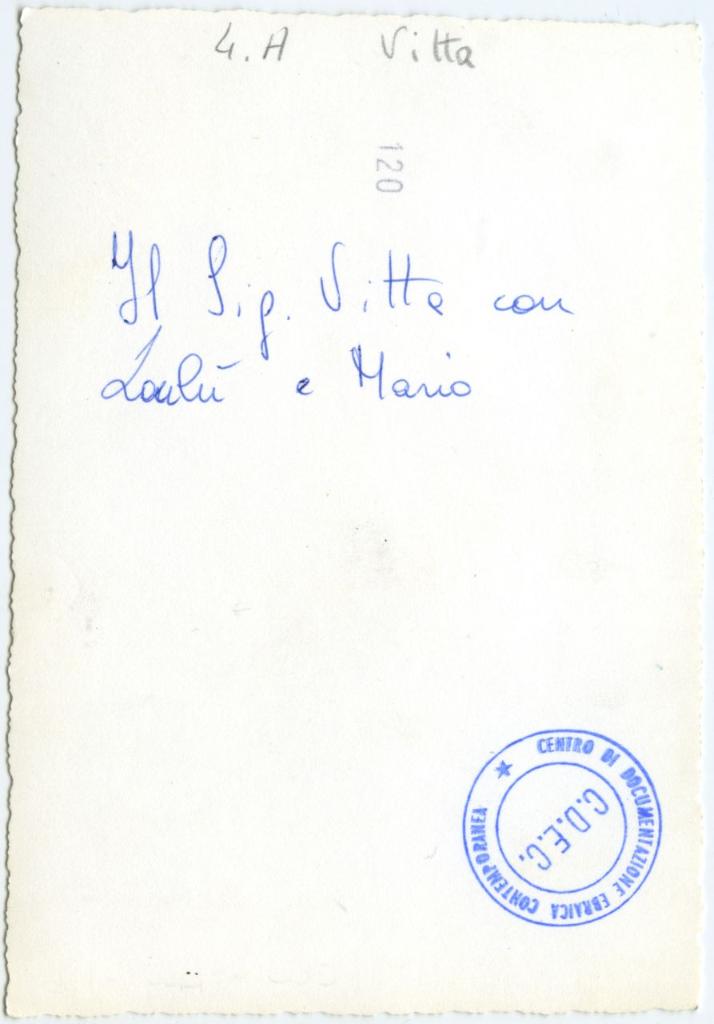 4.A Vitta
120
Il Sig. Vitta con
Loulù e Mario
CENTRO DI DOCUMENTAZIONE EBRAICA CONTEMPORANEA ★
C.D.E.C.